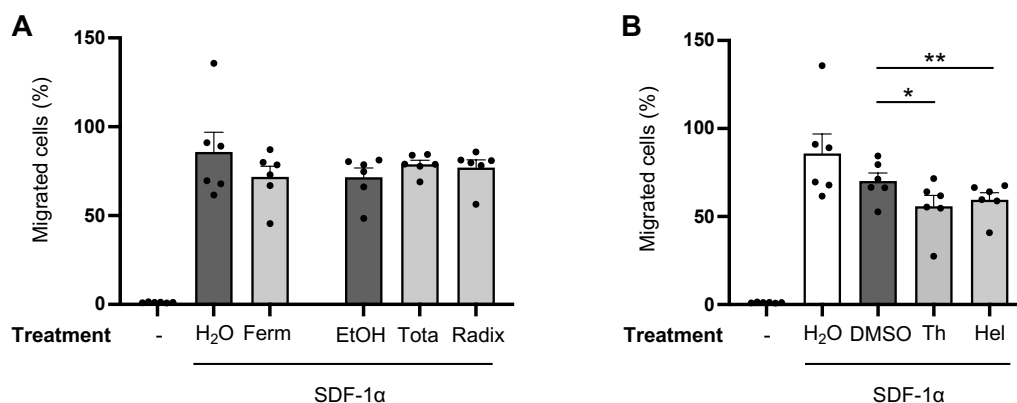 A
Migrated cells (%)
150
100
50
0
Treatment - H₂O Ferm EtOH Tota Radix
SDF-1α
B
Migrated cells (%)
150
100
50
0
**
*
Treatment - H₂O DMSO Th Hel
SDF-1α